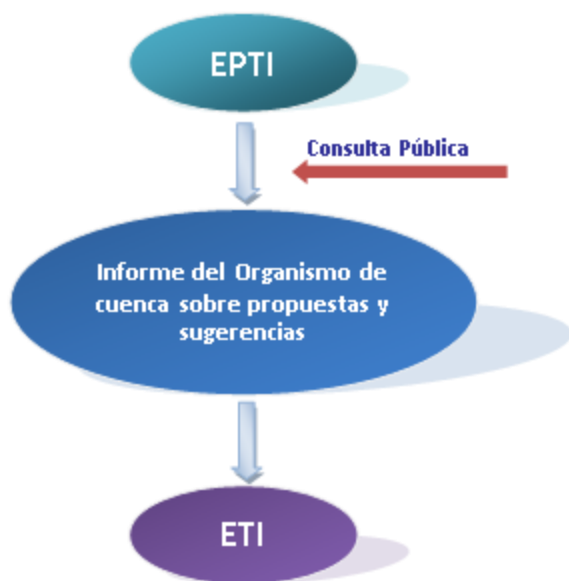 EPTI
Consulta Pública
Informe del Organismo de
cuenca sobre propuestas y
sugerencias
ETI